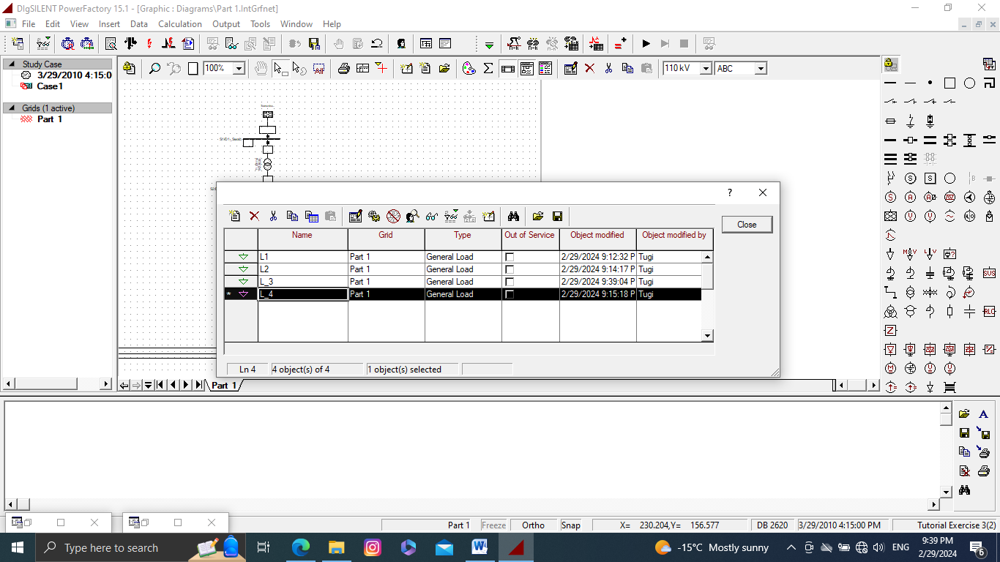 DIgSILENT PowerFactory 15.1 - [Graphic : Diagrams\Part 1.IntGrfnet]
File Edit View Insert Data Calculation Output Tools Window Help
Study Case
3/29/2010 4:15:0
Case1
Grids (1 active)
Part 1
100%
110 kV
ABC
Close
Name Grid Type Out of Service Object modified Object modified by
L1 Part 1 General Load 2/29/2024 9:12:32 P Tugi
L2 Part 1 General Load 2/29/2024 9:14:17 P Tugi
L_3 Part 1 General Load 2/29/2024 9:39:04 P Tugi
* L_4 Part 1 General Load 2/29/2024 9:15:18 P Tugi
Ln 4 4 object(s) of 4 1 object(s) selected
Part 1
SVS
RLC
Part 1 Freeze Ortho Snap X= 230.204,Y= 156.577 DB 2620 3/29/2010 4:15:00 PM Tutorial Exercise 3(2)
Type here to search
-15°C Mostly sunny
ENG
9:39 PM
2/29/2024
6